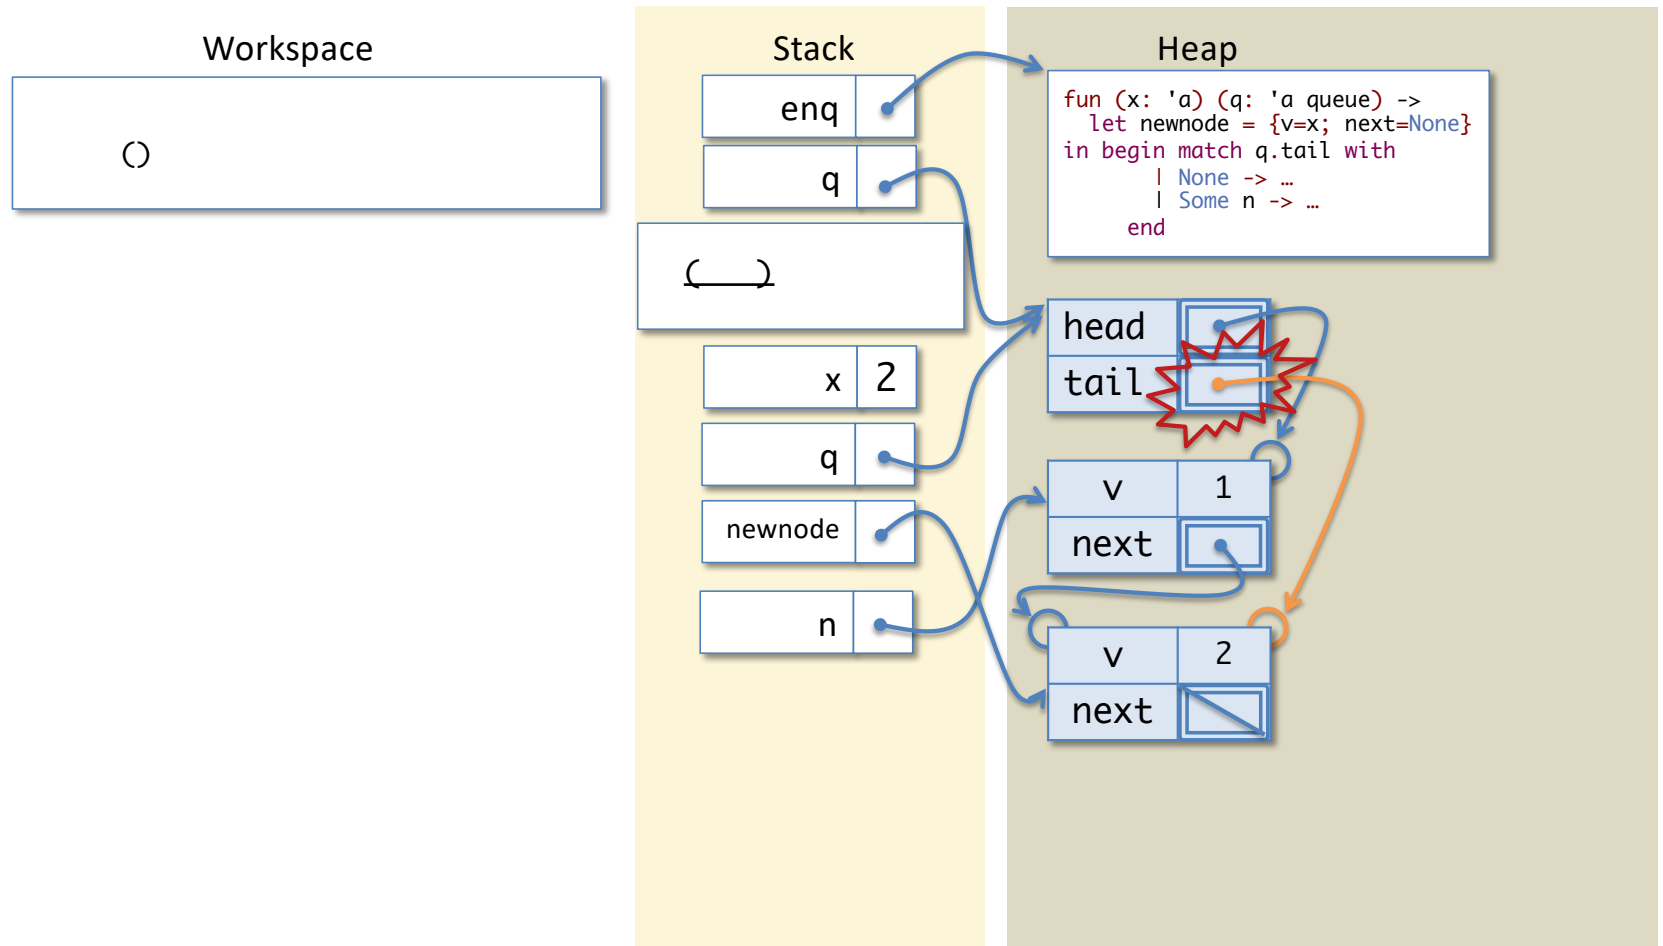 Workspace
()
Stack
enq
q
(____)
x 2
q
newnode
n
Heap
fun (x: 'a) (q: 'a queue) ->
let newnode = {v=x; next=None}
in begin match q.tail with
| None -> …
| Some n -> …
end
head
tail
v 1
next
v 2
next